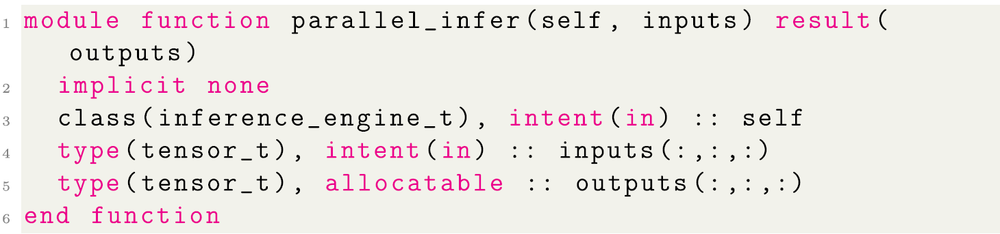 1 module function parallel_infer(self, inputs) result(
outputs)
2 implicit none
3 class(inference_engine_t), intent(in) :: self
4 type(tensor_t), intent(in) :: inputs(:,:,:)
5 type(tensor_t), allocatable :: outputs(:,:,:)
6 end function